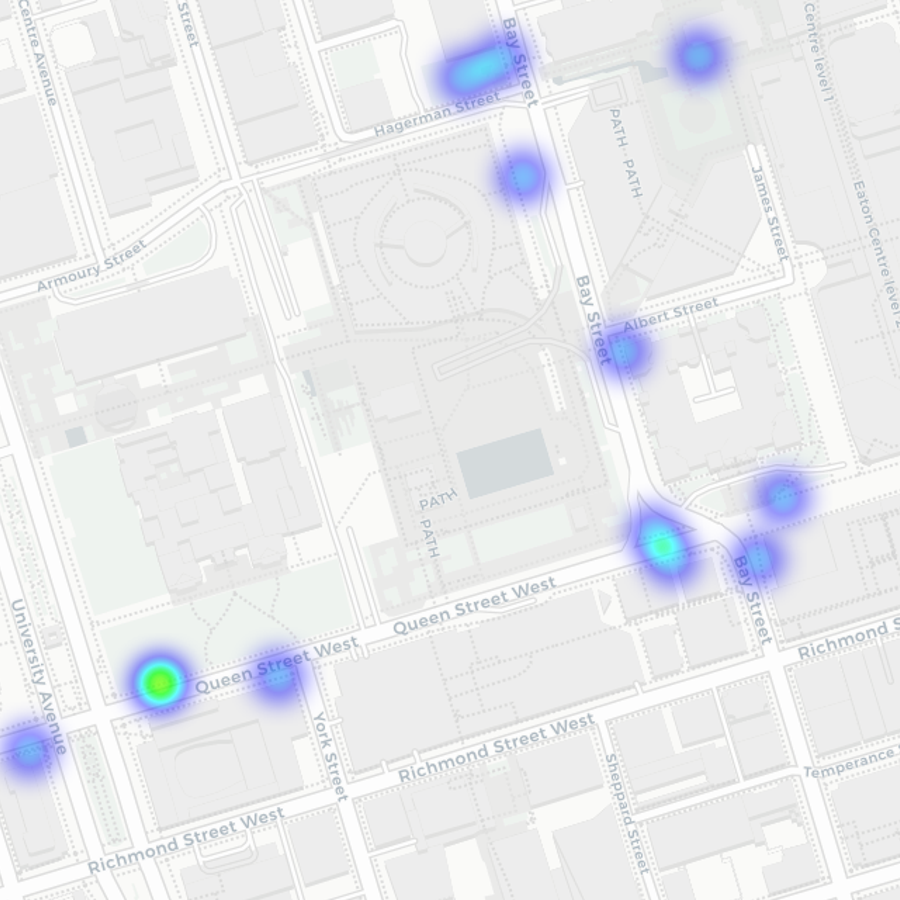 Centre Avenue
Street
Bay Street
Centre level 1
Hagerman Street
PATH - PATH
James Street
Eaton Centre level 2
Armoury Street
Bay Street
Albert Street
PATH
PATH
Bay Street
University Avenue
Queen Street West
Queen Street West
Richmond S
York Street
Richmond Street West
Sheppard Street
Temperance
Richmond Street West